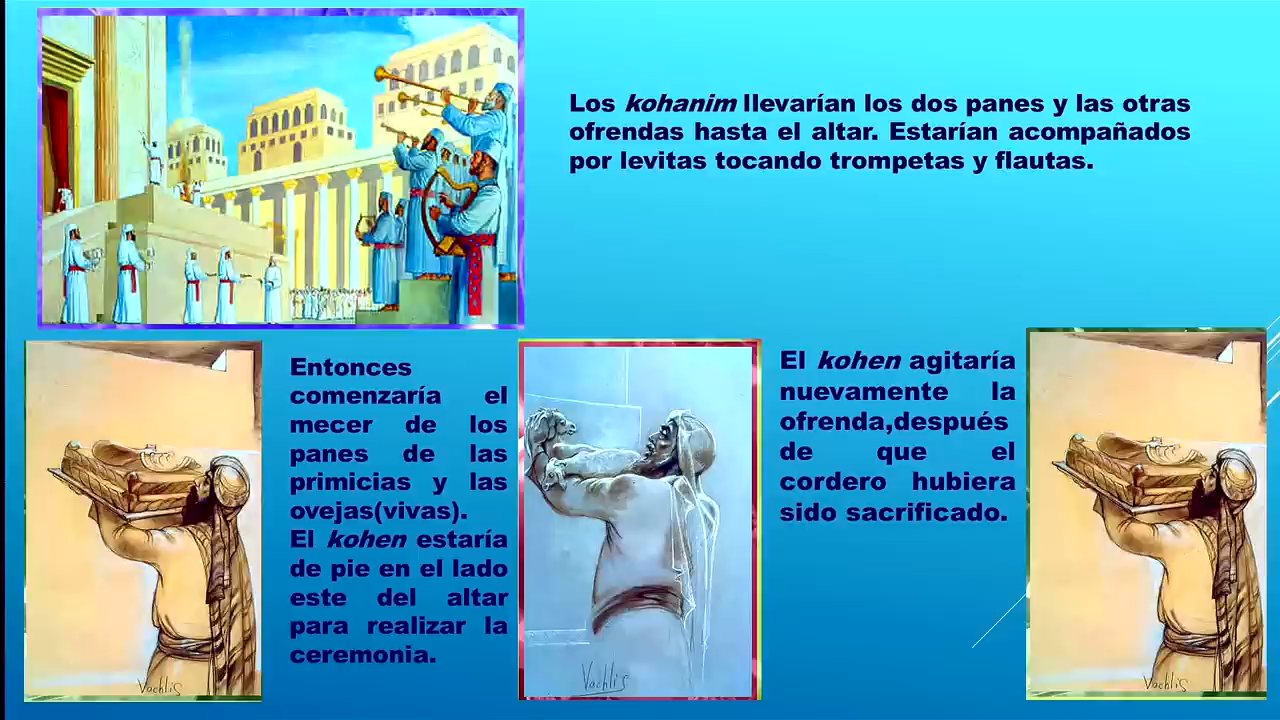 Los kohanim llevarían los dos panes y las otras
ofrendas hasta el altar. Estarían acompañados
por levitas tocando trompetas y flautas.
Entonces
comenzaría el
mecer de los
panes de las
primicias y las
ovejas(vivas).
El kohen estaría
de pie en el lado
este del altar
para realizar la
ceremonia.
El kohen agitaría
nuevamente la
ofrenda,después
de que el
cordero hubiera
sido sacrificado.
Vachlis
Vachlis
Vachlis